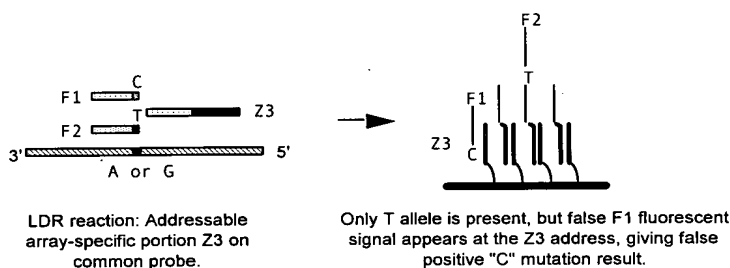 F2
C
F1
T
Z3
F2
3'
5'
A or G
T
F1
Z3
C
LDR reaction: Addressable
array-specific portion Z3 on
common probe.
Only T allele is present, but false F1 fluorescent
signal appears at the Z3 address, giving false
positive "C" mutation result.